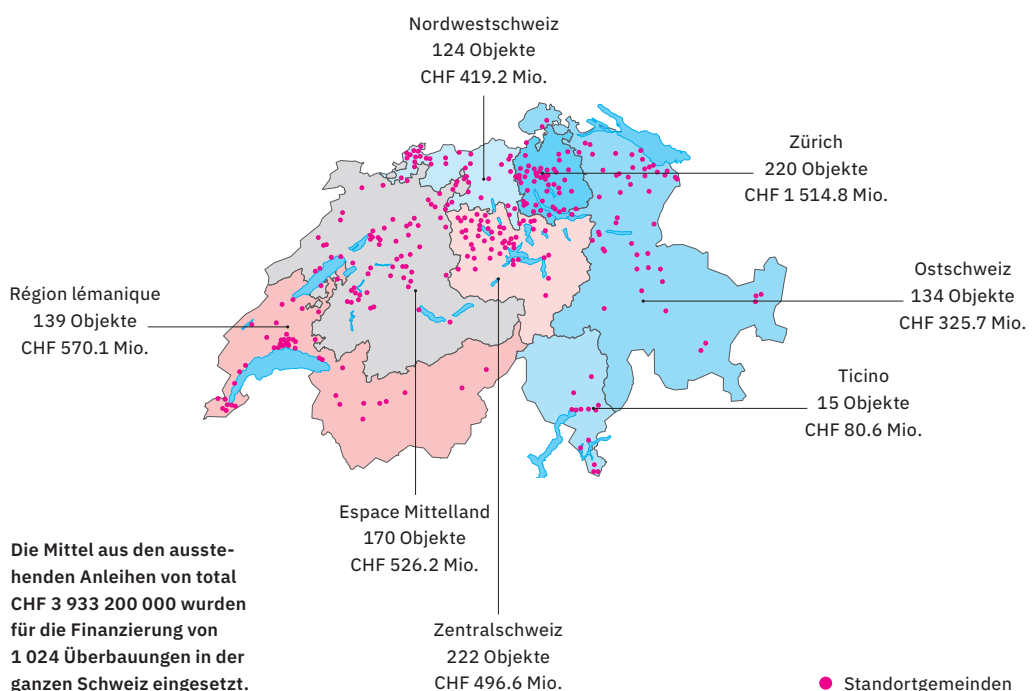 Nordwestschweiz
124 Objekte
CHF 419.2 Mio.
Zürich
220 Objekte
CHF 1 514.8 Mio.
Région lémanique
139 Objekte
CHF 570.1 Mio.
Ostschweiz
134 Objekte
CHF 325.7 Mio.
Ticino
15 Objekte
CHF 80.6 Mio.
Espace Mittelland
170 Objekte
CHF 526.2 Mio.
Zentralschweiz
222 Objekte
CHF 496.6 Mio.
Die Mittel aus den ausste-
henden Anleihen von total
CHF 3 933 200 000 wurden
für die Finanzierung von
1 024 Überbauungen in der
ganzen Schweiz eingesetzt.
Standortgemeinden